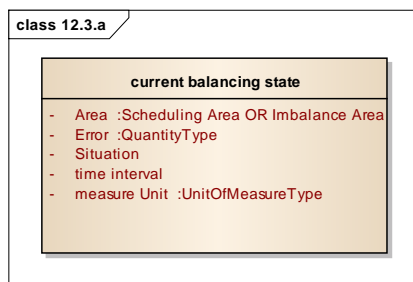 class 12.3.a
current balancing state
- Area :Scheduling Area OR Imbalance Area
- Error :QuantityType
- Situation
- time interval
- measure Unit :UnitOfMeasureType